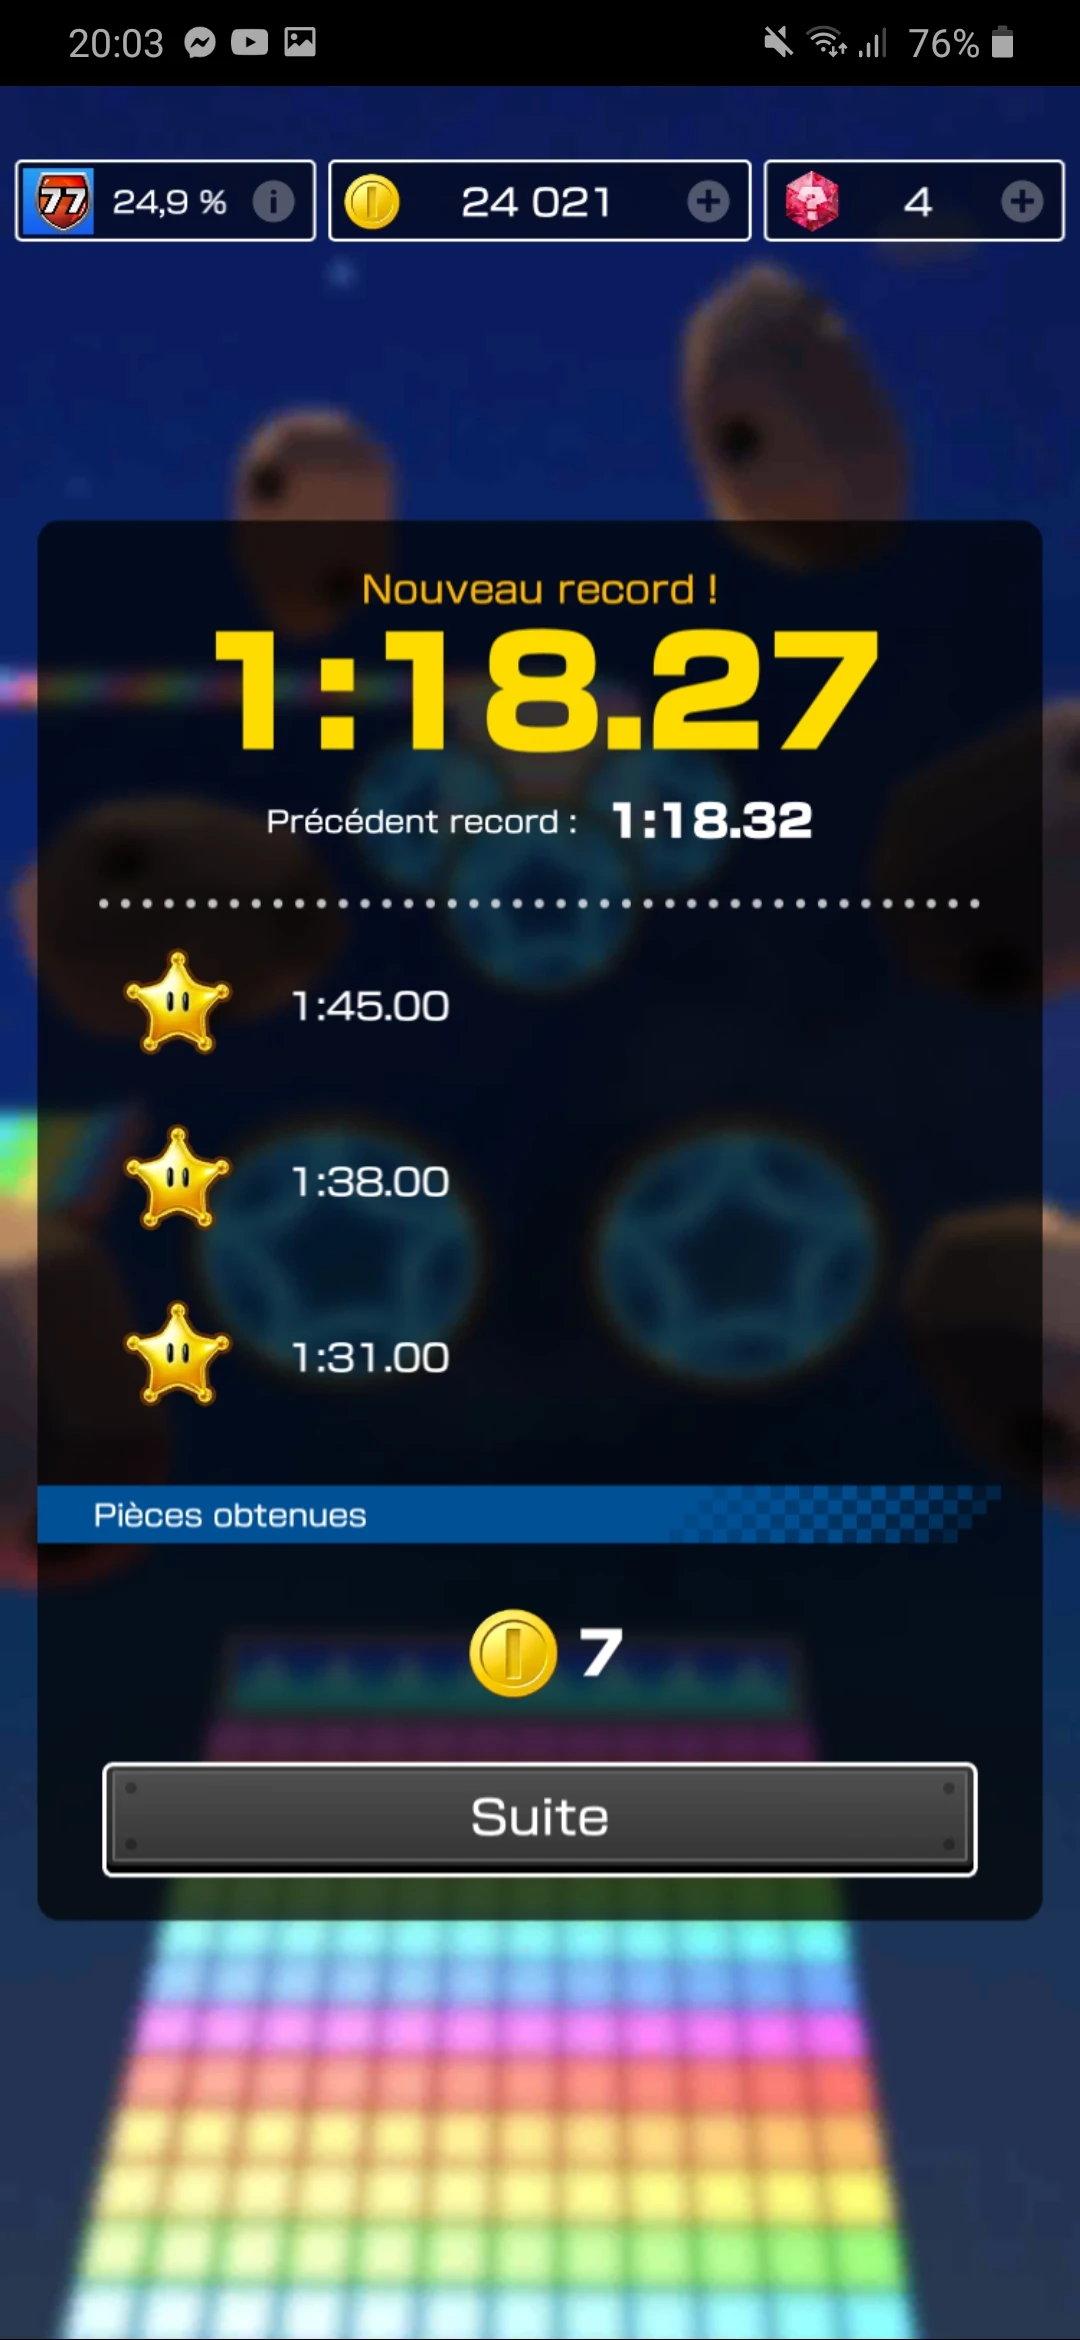 20:03 76%
77 24,9 % i 24 021 + ? 4 +
Nouveau record !
1:18.27
Précédent record : 1:18.32
1:45.00
1:38.00
1:31.00
Pièces obtenues
7
Suite